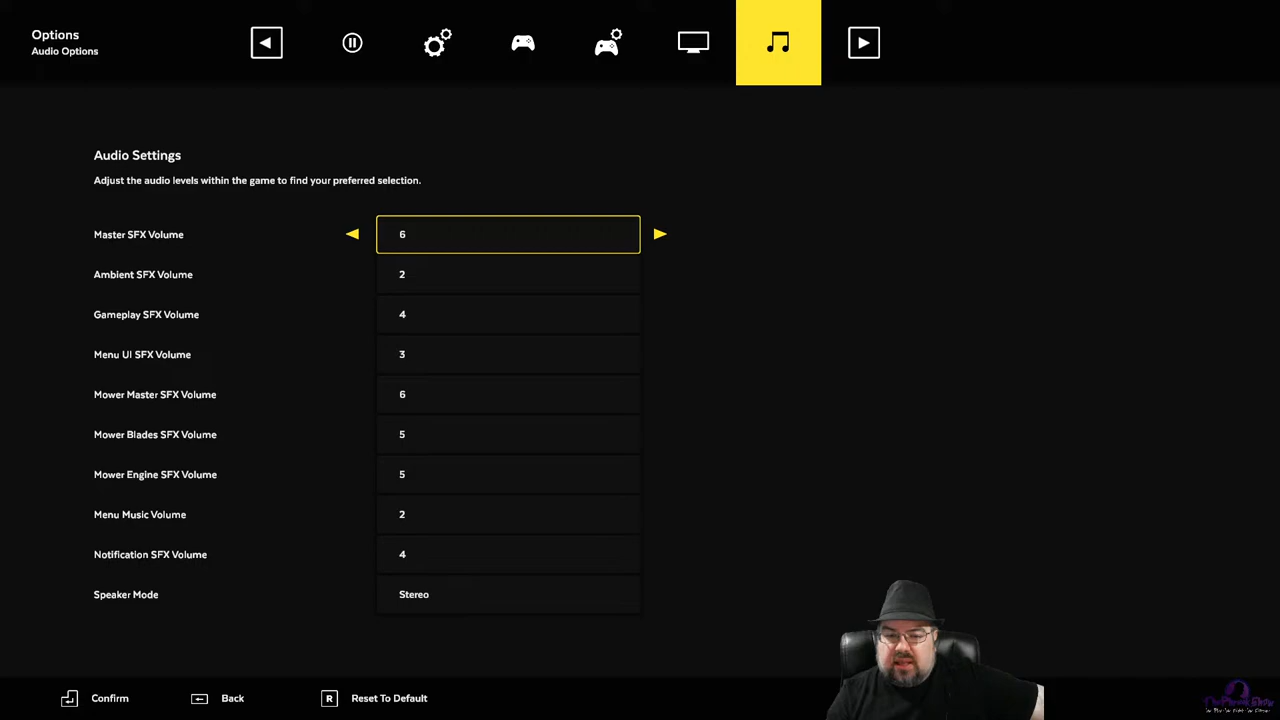 Options
Audio Options
Audio Settings
Adjust the audio levels within the game to find your preferred selection.
Master SFX Volume 6
Ambient SFX Volume 2
Gameplay SFX Volume 4
Menu UI SFX Volume 3
Mower Master SFX Volume 6
Mower Blades SFX Volume 5
Mower Engine SFX Volume 5
Menu Music Volume 2
Notification SFX Volume 4
Speaker Mode Stereo
Confirm Back R Reset To Default